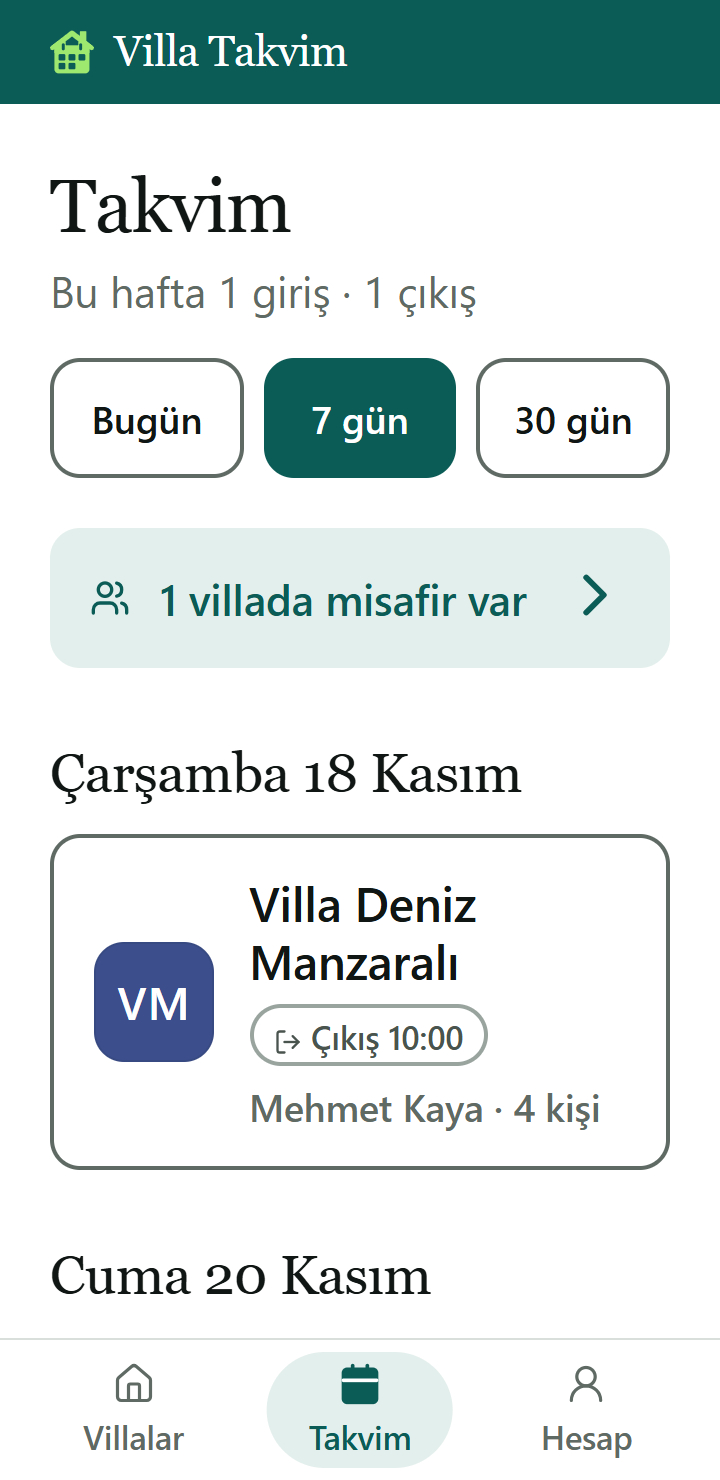 Villa Takvim
Takvim
Bu hafta 1 giriş · 1 çıkış
Bugün
7 gün
30 gün
1 villada misafir var
Çarşamba 18 Kasım
Villa Deniz
Manzaralı
VM
Çıkış 10:00
Mehmet Kaya · 4 kişi
Cuma 20 Kasım
Villalar
Takvim
Hesap